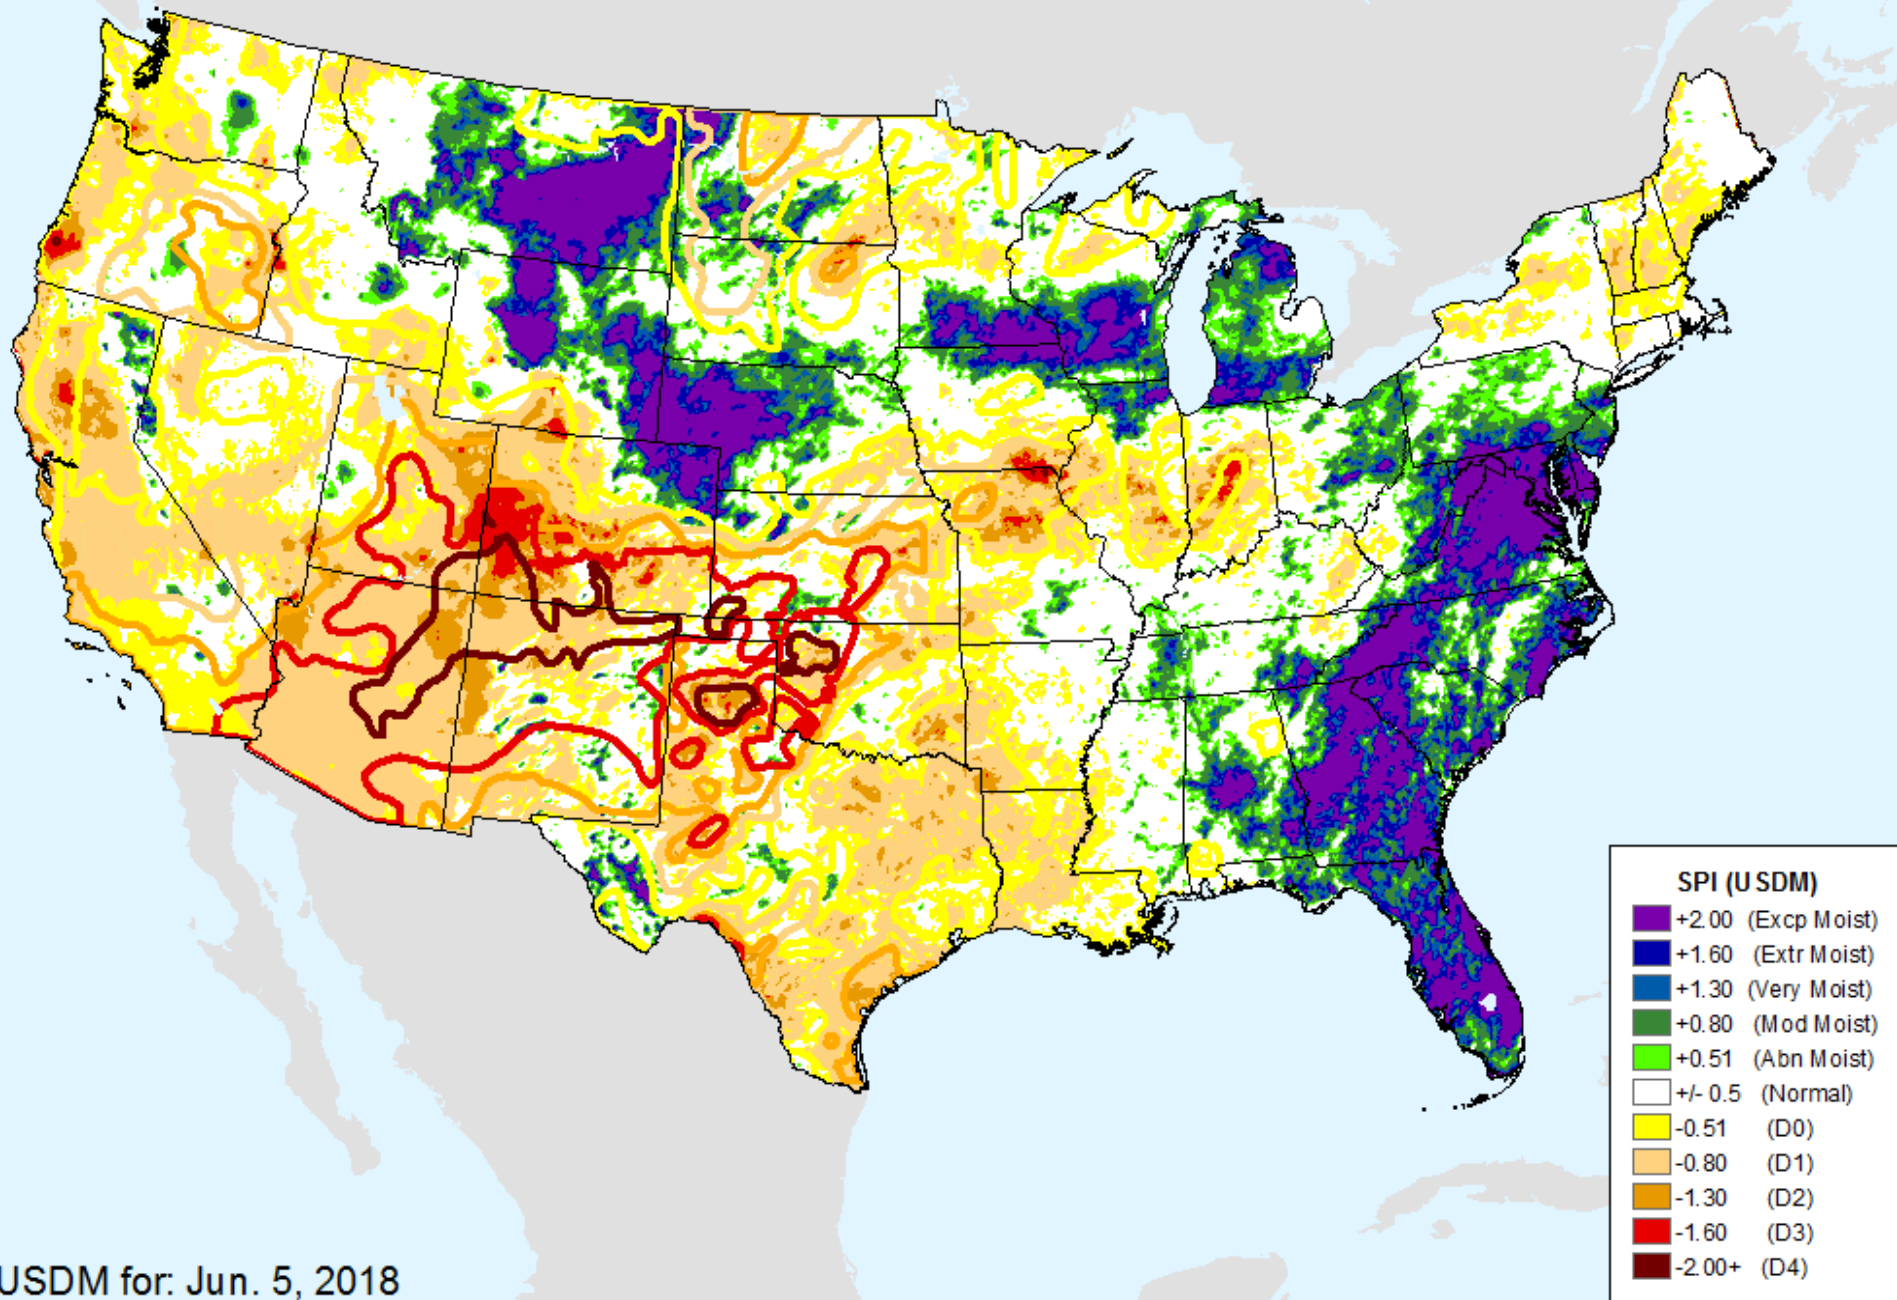 SPI (USDM)
+2.00 (Excp Moist)
+1.60 (Extr Moist)
+1.30 (Very Moist)
+0.80 (Mod Moist)
+0.51 (Abn Moist)
+/- 0.5 (Normal)
-0.51 (D0)
-0.80 (D1)
-1.30 (D2)
-1.60 (D3)
-2.00+ (D4)
USDM for: Jun. 5, 2018